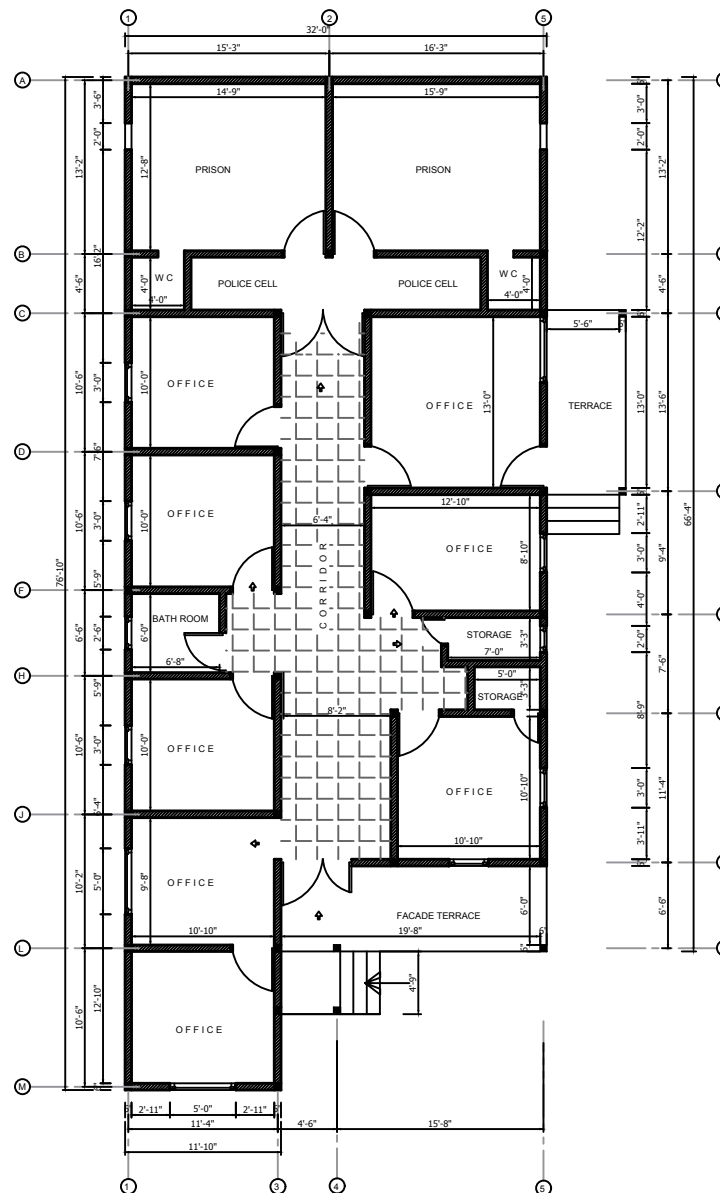 1
2
5
32'-0"
15'-3"
16'-3"
A
14'-9"
15'-9"
3'-6"
3'-0"
2'-0"
2'-0"
13'-2"
12'-8"
PRISON
PRISON
13'-2"
12'-2"
B
16'-2"
4'-6"
4'-0"
W C
POLICE CELL
POLICE CELL
W C
4'-0"
4'-6"
4'-0"
4'-0"
C
5'-6"
10'-6"
3'-0"
10'-0"
OFFICE
OFFICE
13'-0"
TERRACE
13'-0"
13'-6"
D
12'-10"
10'-6"
3'-0"
10'-0"
OFFICE
6'-4"
CORRIDOR
OFFICE
8'-10"
2'-11"
3'-0"
9'-4"
66'-4"
76'-10"
5'-9"
F
4'-0"
6'-6"
2'-6"
6'-0"
BATH ROOM
6'-8"
STORAGE
3'-3"
7'-0"
2'-0"
7'-6"
H
5'-9"
5'-0"
STORAGE
3'-3"
8'-9"
8'-2"
10'-6"
3'-0"
10'-0"
OFFICE
OFFICE
10'-10"
3'-0"
11'-4"
J
10'-10"
3'-11"
10'-2"
5'-0"
9'-8"
OFFICE
FACADE TERRACE
6'-0"
6'-6"
10'-10"
19'-8"
6"
L
4'-9"
10'-6"
12'-10"
OFFICE
M
2'-11"
5'-0"
2'-11"
11'-4"
4'-6"
15'-8"
11'-10"
1
3
4
5